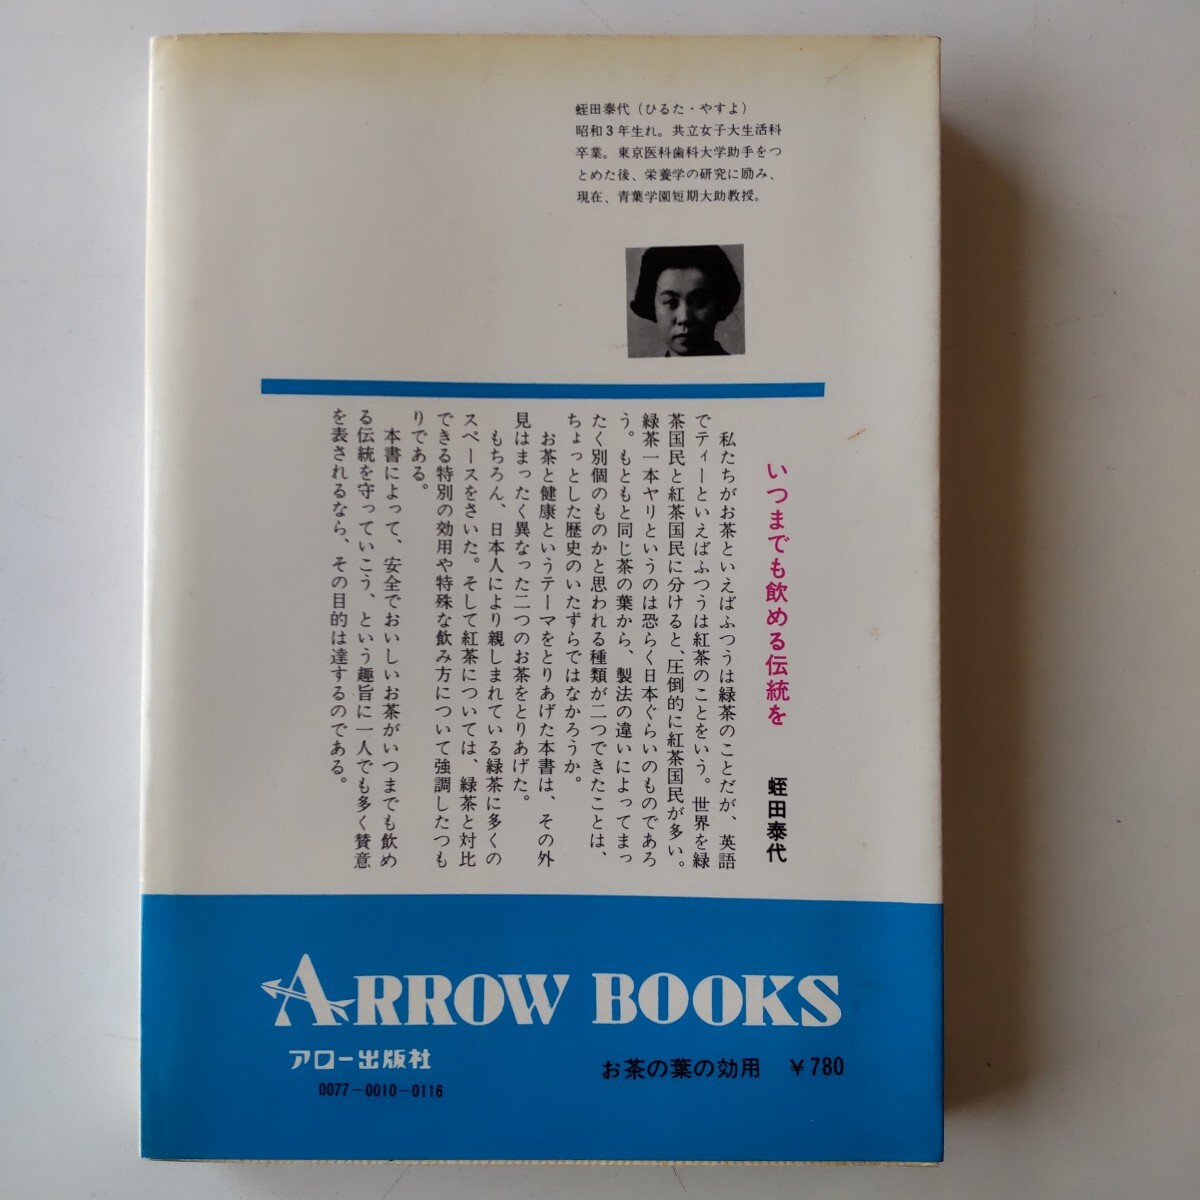 蛭田泰代（ひるた・やすよ）
昭和3年生れ。共立女子大生活科
卒業。東京医科歯科大学助手をつ
とめた後、栄養学の研究に励み、
現在、青葉学園短期大助教授。
いつまでも飲める伝統を　蛭田泰代
私たちがお茶といえばふつうは緑茶のことだが、英語
でティーといえばふつうは紅茶のことをいう。世界を緑
茶国民と紅茶国民に分けると、圧倒的に紅茶国民が多い。
緑茶一本ヤリというのは恐らく日本ぐらいのものであろ
う。もともと同じ茶の葉から、製法の違いによってまっ
たく別個のものかと思われる種類が二つできたことは、
ちょっとした歴史のいたずらではなかろうか。
お茶と健康というテーマをとりあげた本書は、その外
見はまったく異なった二つのお茶をとりあげた。
もちろん、日本人により親しまれている緑茶に多くの
スペースをさいた。そして紅茶については、緑茶と対比
できる特別の効用や特殊な飲み方について強調したつも
りである。
本書によって、安全でおいしいお茶がいつまでも飲め
る伝統を守っていこう、という趣旨に一人でも多く賛意
を表されるなら、その目的は達するのである。
ARROW BOOKS
アロー出版社
0077-0010-0116
お茶の葉の効用　¥780